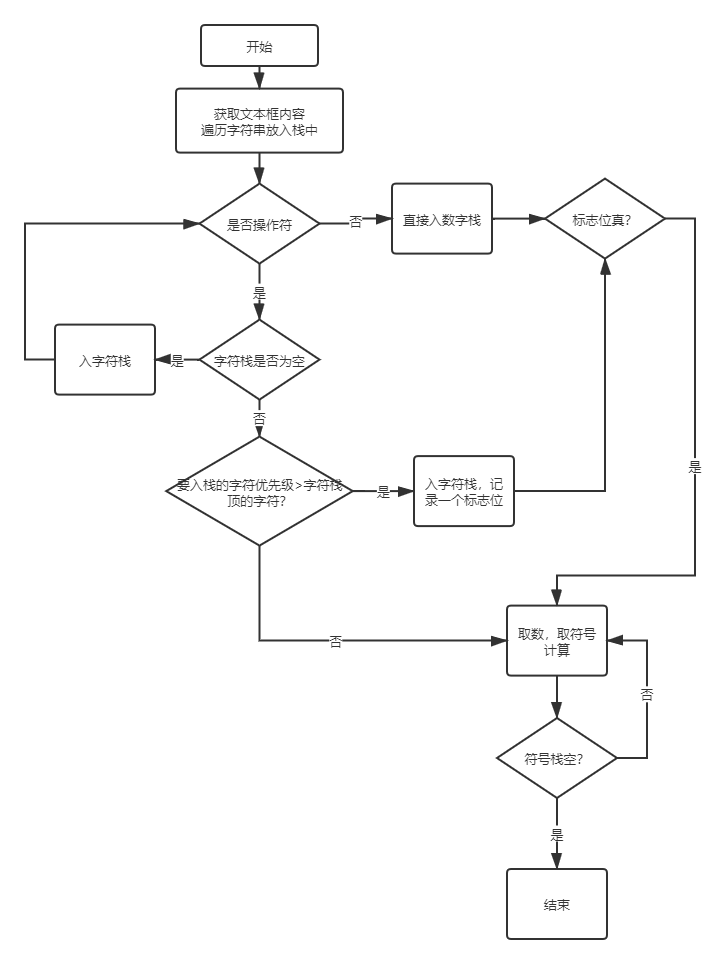 开始
获取文本框内容
遍历字符串放入栈中
是否操作符
否
直接入数字栈
标志位真?
是
入字符栈
是
字符栈是否为空
否
要入栈的字符优先级>字符栈
顶的字符?
是
入字符栈，记
录一个标志位
是
否
取数，取符号
计算
否
符号栈空?
是
结束